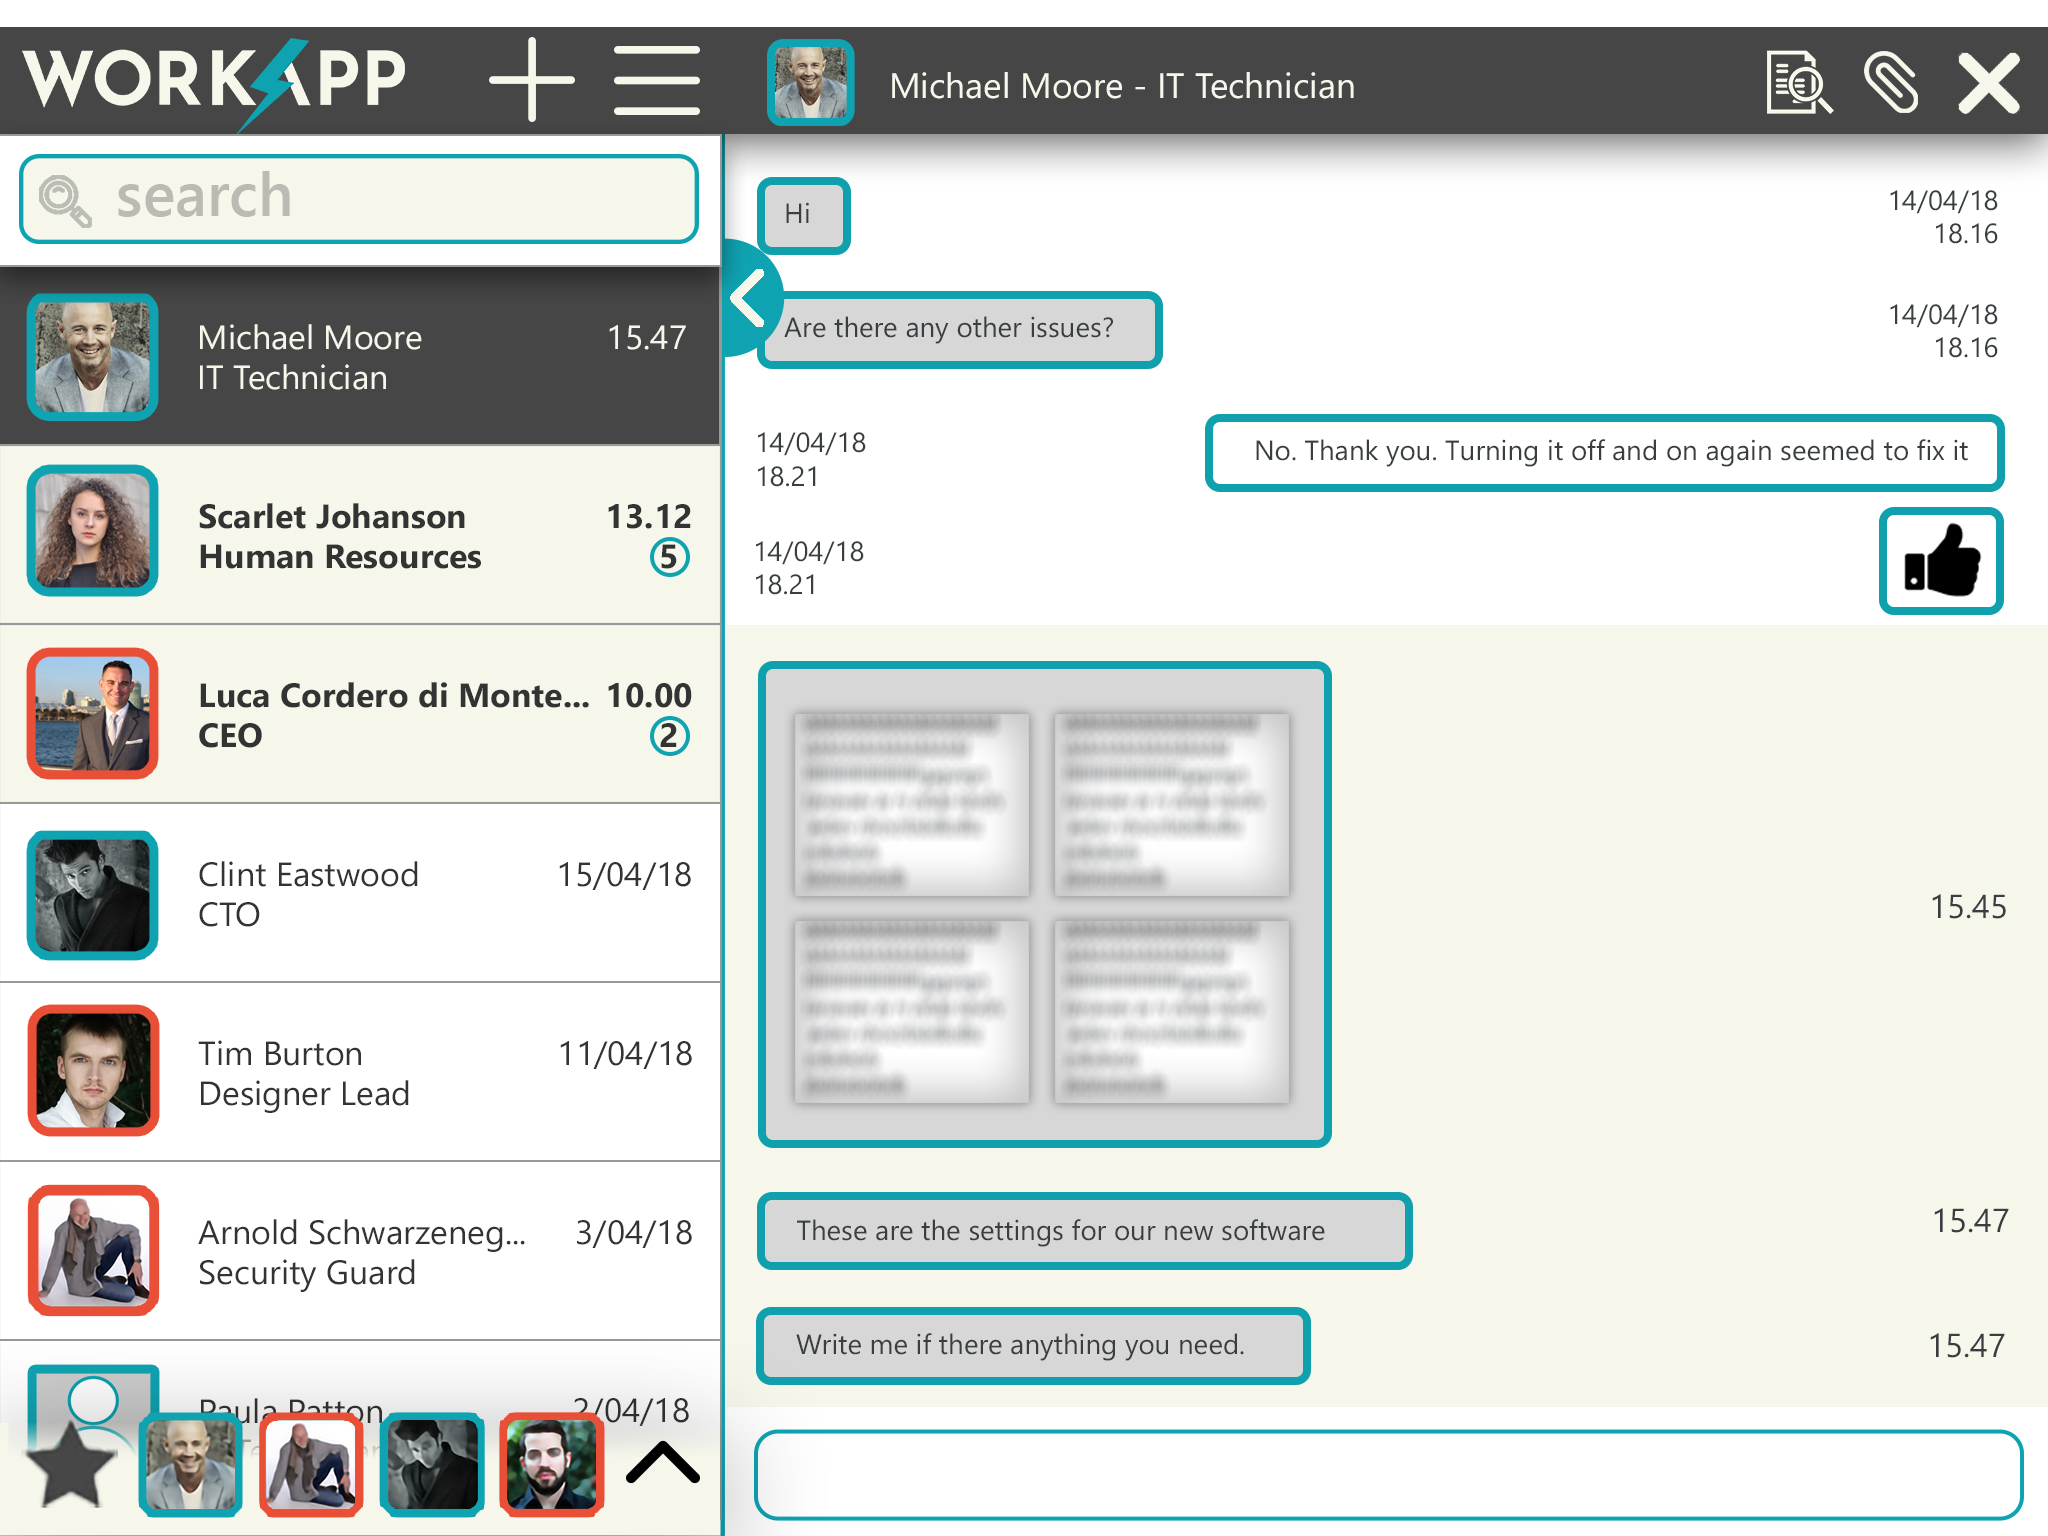 WORKAPP
Michael Moore - IT Technician
search
Michael Moore 15.47
IT Technician
Scarlet Johanson 13.12
Human Resources 5
Luca Cordero di Monte... 10.00
CEO 2
Clint Eastwood 15/04/18
CTO
Tim Burton 11/04/18
Designer Lead
Arnold Schwarzeneg... 3/04/18
Security Guard
Paula Patton 2/04/18
Hi
14/04/18
18.16
Are there any other issues?
14/04/18
18.16
14/04/18
18.21
No. Thank you. Turning it off and on again seemed to fix it
14/04/18
18.21
15.45
These are the settings for our new software
15.47
Write me if there anything you need.
15.47